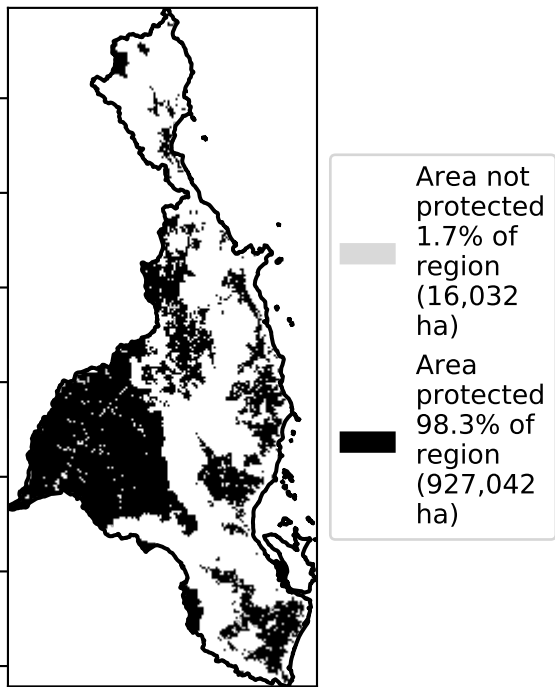 Area not
protected
1.7% of
region
(16,032
ha)
Area
protected
98.3% of
region
(927,042
ha)